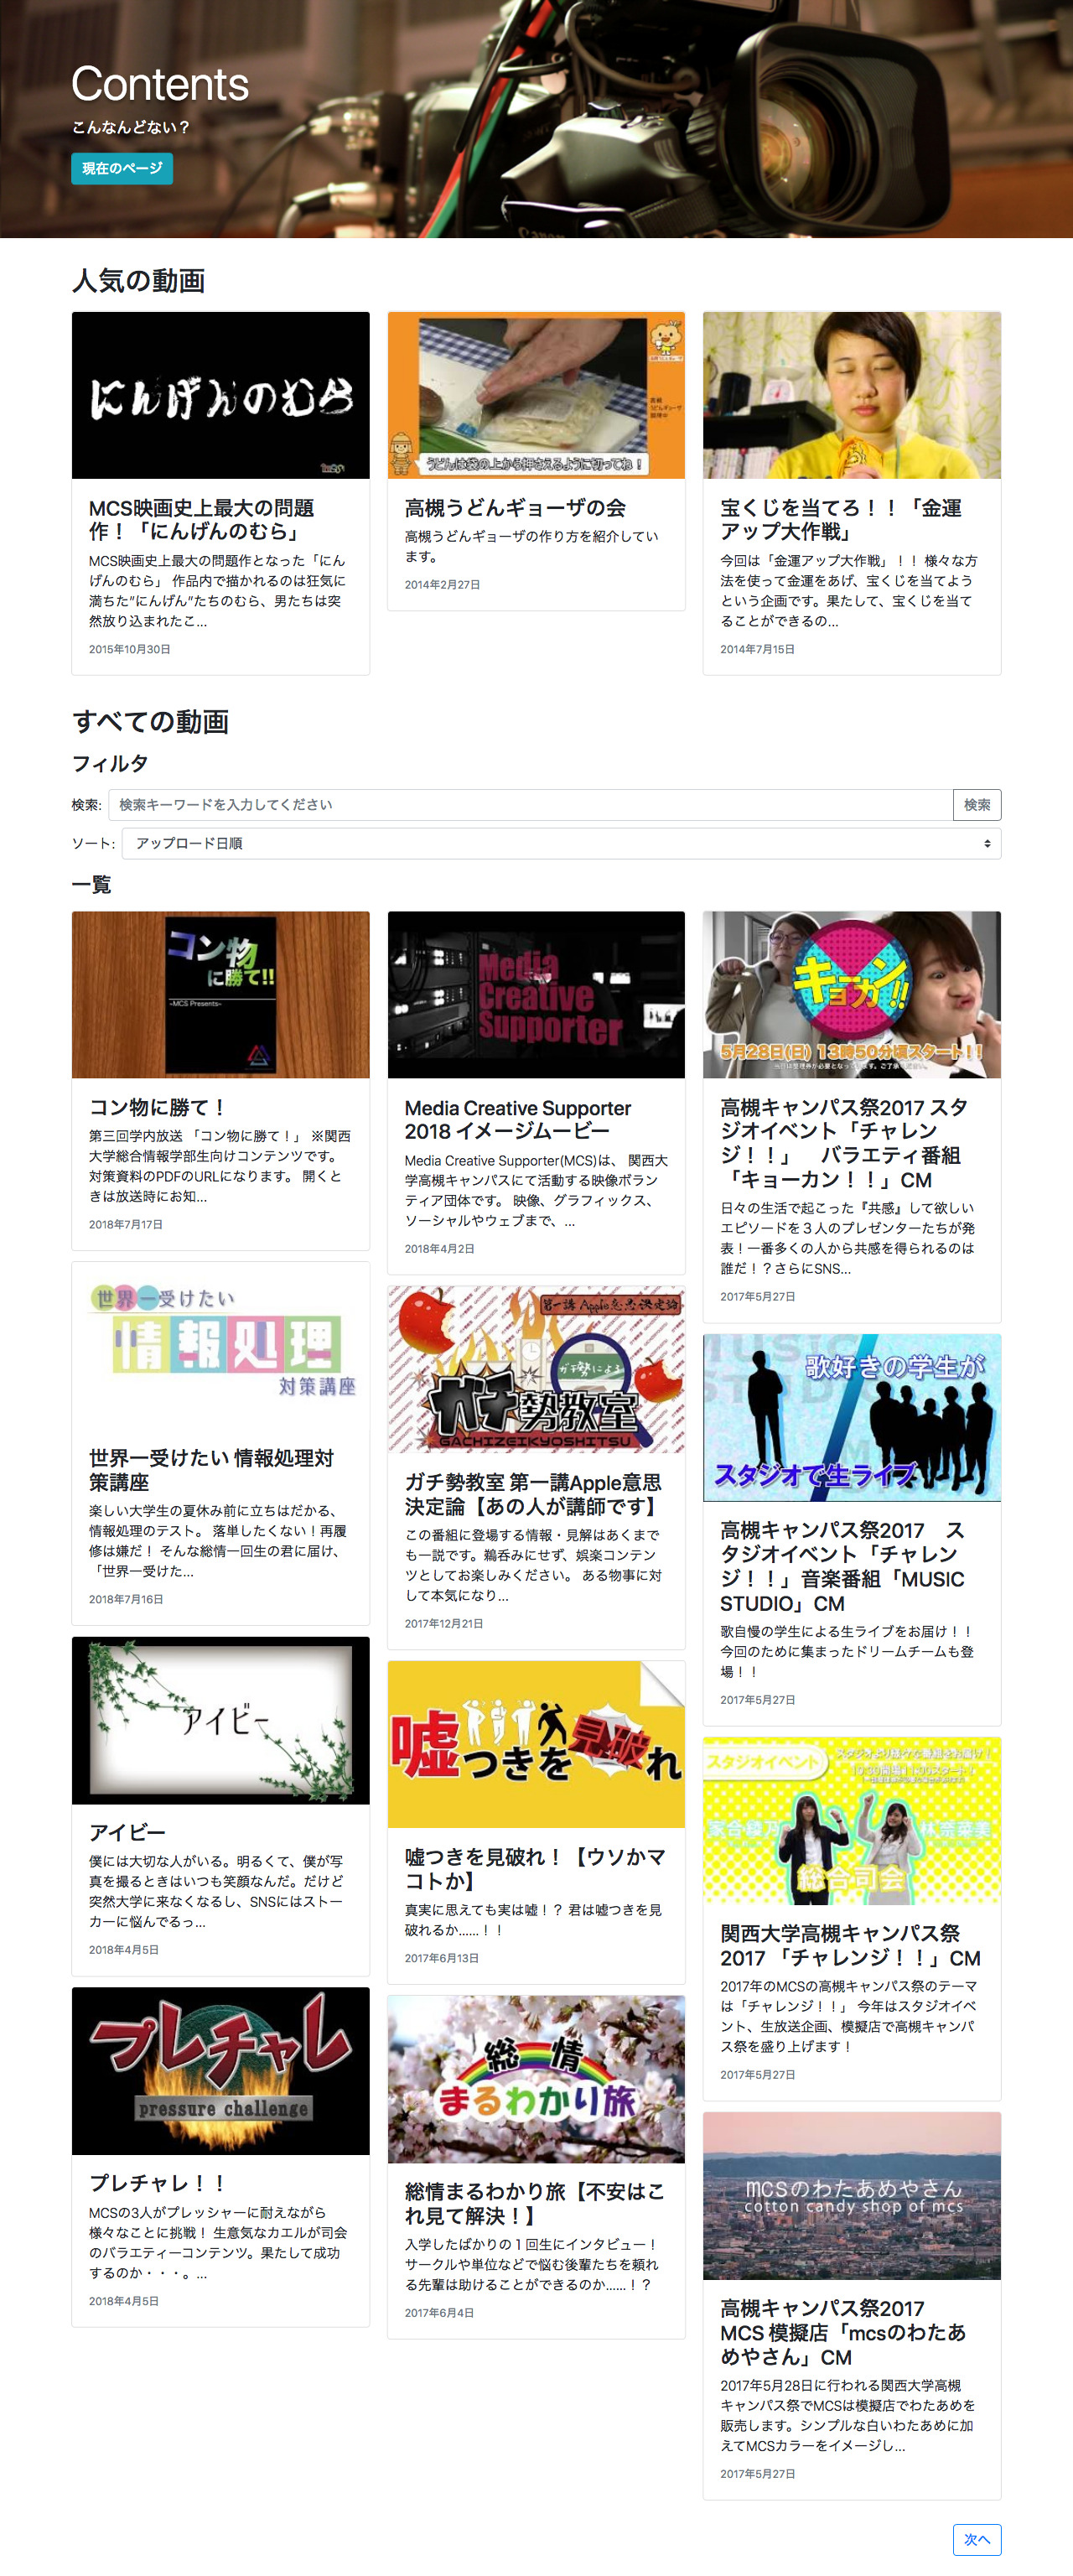 Contents
こんなんどない？
現在のページ
人気の動画
にんげんのむら
MCS映画史上最大の問題
作！「にんげんのむら」
MCS映画史上最大の問題作となった「にん
げんのむら」 作品内で描かれるのは狂気に
満ちた"にんげん"たちのむら、男たちは突
然放り込まれたこ...
2015年10月30日
うどんは袋の上から押さえるように切ってね！
高槻うどんギョーザの会
高槻うどんギョーザの作り方を紹介してい
ます。
2014年2月27日
宝くじを当てろ！！「金運
アップ大作戦」
今回は「金運アップ大作戦」！！ 様々な方
法を使って金運をあげ、宝くじを当てよう
という企画です。果たして、宝くじを当て
ることができるの...
2014年7月15日
すべての動画
フィルタ
検索: 検索キーワードを入力してください 検索
ソート: アップロード日順
一覧
コン物
に勝て!!
~MCS Presents~
コン物に勝て！
第三回学内放送 「コン物に勝て！」 ※関西
大学総合情報学部生向けコンテンツです。
対策資料のPDFのURLになります。 開くと
きは放送時にお知...
2018年7月17日
世界一受けたい
情報処理
対策講座
世界一受けたい 情報処理対
策講座
楽しい大学生の夏休み前に立ちはだかる、
情報処理のテスト。 落単したくない！再履
修は嫌だ！ そんな総情一回生の君に届け、
「世界一受けた...
2018年7月16日
アイビー
アイビー
僕には大切な人がいる。明るくて、僕が写
真を撮るときはいつも笑顔なんだ。だけど
突然大学に来なくなるし、SNSにはストー
カーに悩んでるっ...
2018年4月5日
プレチャレ
pressure challenge
プレチャレ！！
MCSの3人がプレッシャーに耐えながら
様々なことに挑戦！ 生意気なカエルが司会
のバラエティーコンテンツ。果たして成功
するのか・・・。...
2018年4月5日
Media
Creative
Supporter
Media Creative Supporter
2018 イメージムービー
Media Creative Supporter(MCS)は、 関西大
学高槻キャンパスにて活動する映像ボラン
ティア団体です。 映像、グラフィックス、
ソーシャルやウェブまで、...
2018年4月2日
第一講 Apple意思決定論
ガチ勢による
ガチ勢教室
GACHIZEIKYOSHITSU
ガチ勢教室 第一講Apple意思
決定論【あの人が講師です】
この番組に登場する情報・見解はあくまで
も一説です。鵜呑みにせず、娯楽コンテン
ツとしてお楽しみください。 ある物事に対
して本気になり...
2017年12月21日
嘘つきを見破れ
嘘つきを見破れ！【ウソかマ
コトか】
真実に思えても実は嘘！？ 君は嘘つきを見
破れるか......！！
2017年6月13日
総情
まるわかり旅
総情まるわかり旅【不安はこ
れ見て解決！】
入学したばかりの１回生にインタビュー！
サークルや単位などで悩む後輩たちを頼れ
る先輩は助けることができるのか......！？
2017年6月4日
キョーカン!!
5月28日(日) 13時50分頃スタート!!
高槻キャンパス祭2017 スタ
ジオイベント「チャレン
ジ！！」　バラエティ番組
「キョーカン！！」CM
日々の生活で起こった『共感』して欲しい
エピソードを３人のプレゼンターたちが発
表！一番多くの人から共感を得られるのは
誰だ！？さらにSNS...
2017年5月27日
歌好きの学生が
スタジオで生ライブ
高槻キャンパス祭2017　ス
タジオイベント「チャレン
ジ！！」音楽番組「MUSIC
STUDIO」CM
歌自慢の学生による生ライブをお届け！！
今回のために集まったドリームチームも登
場！！
2017年5月27日
スタジオイベント
スタジオより様々な番組をお届け！
10:30開場 11:00スタート！
総合司会
関西大学高槻キャンパス祭
2017 「チャレンジ！！」CM
2017年のMCSの高槻キャンパス祭のテーマ
は「チャレンジ！！」 今年はスタジオイベ
ント、生放送企画、模擬店で高槻キャンパ
ス祭を盛り上げます！
2017年5月27日
mcsのわたあめやさん
cotton candy shop of mcs
高槻キャンパス祭2017
MCS 模擬店「mcsのわたあ
めやさん」CM
2017年5月28日に行われる関西大学高槻
キャンパス祭でMCSは模擬店でわたあめを
販売します。シンプルな白いわたあめに加
えてMCSカラーをイメージし...
2017年5月27日
次へ